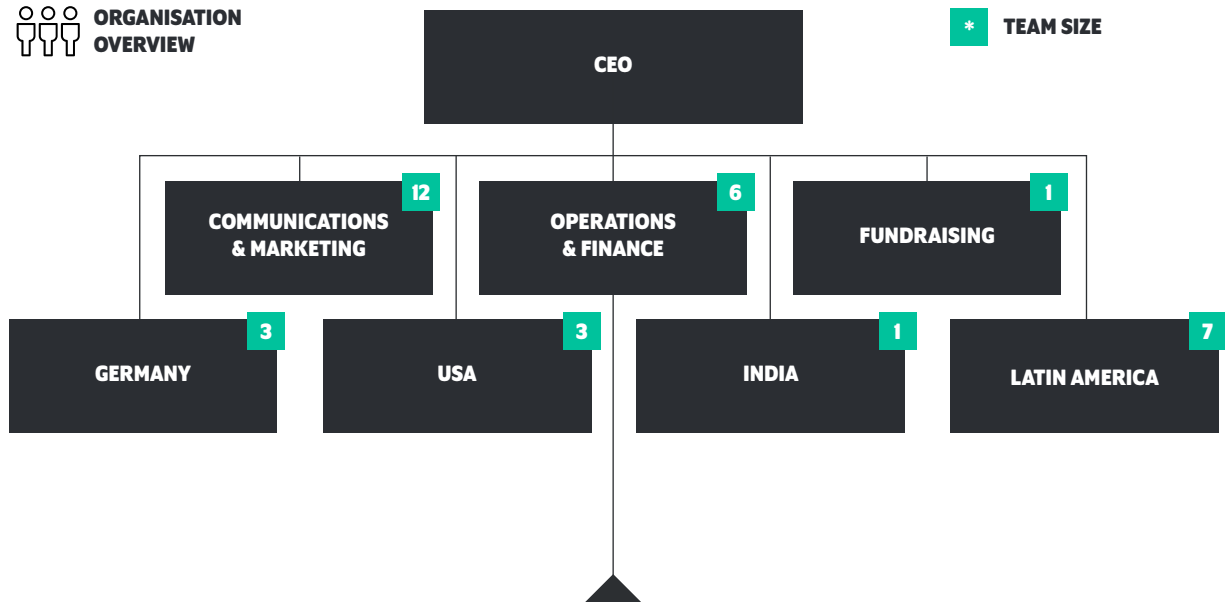 ORGANISATION
OVERVIEW
* TEAM SIZE
CEO
12
COMMUNICATIONS
& MARKETING
6
OPERATIONS
& FINANCE
1
FUNDRAISING
3
GERMANY
3
USA
1
INDIA
7
LATIN AMERICA